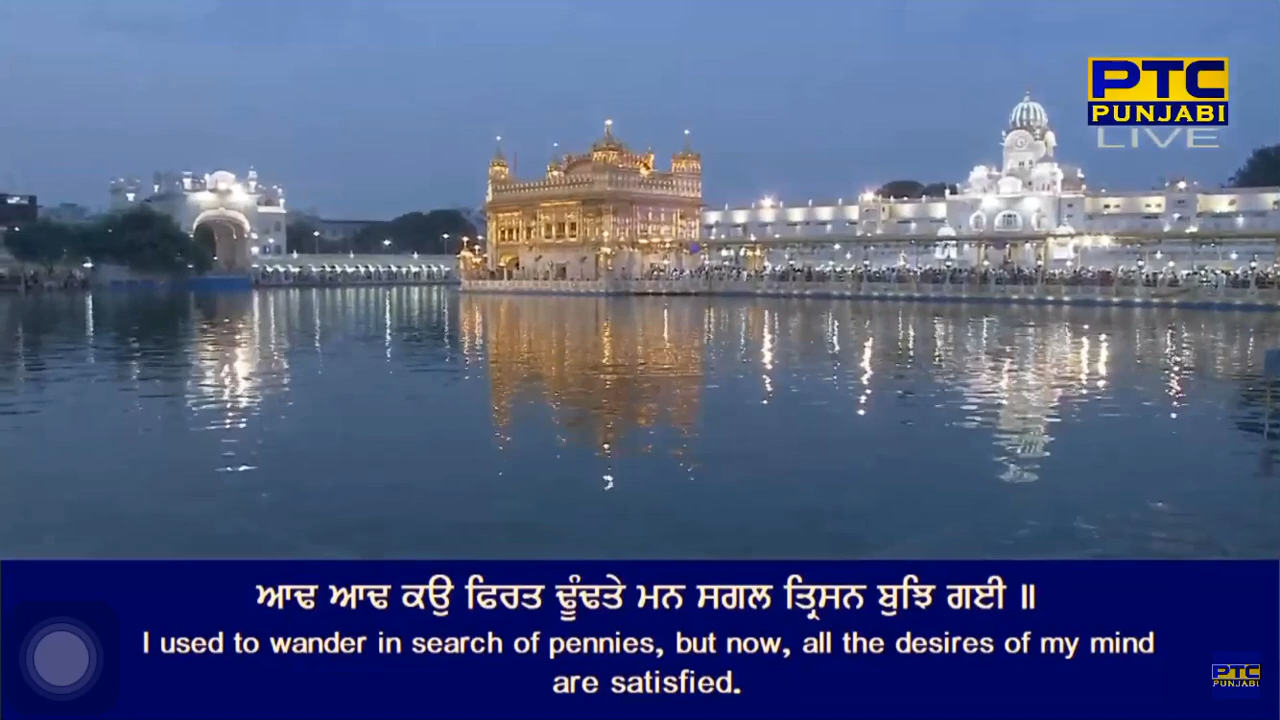 PTC
PUNJABI
LIVE
ਆਢ ਆਢ ਕਉ ਫਿਰਤ ਢੂੰਢਤੇ ਮਨ ਸਗਲ ਤ੍ਰਿਸਨ ਬੁਝਿ ਗਈ ॥
I used to wander in search of pennies, but now, all the desires of my mind
are satisfied.
PTC
PUNJABI